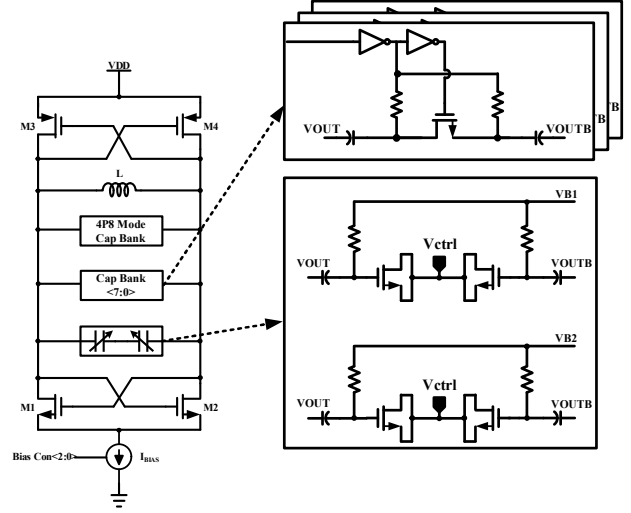 VDD
M3
M4
L
4P8 Mode
Cap Bank
Cap Bank
<7:0>
M1
M2
Bias Con<2:0>
IBIAS
VOUT
VOUTB
TB
TB
VB1
VOUT
Vctrl
VOUTB
VB2
VOUT
Vctrl
VOUTB